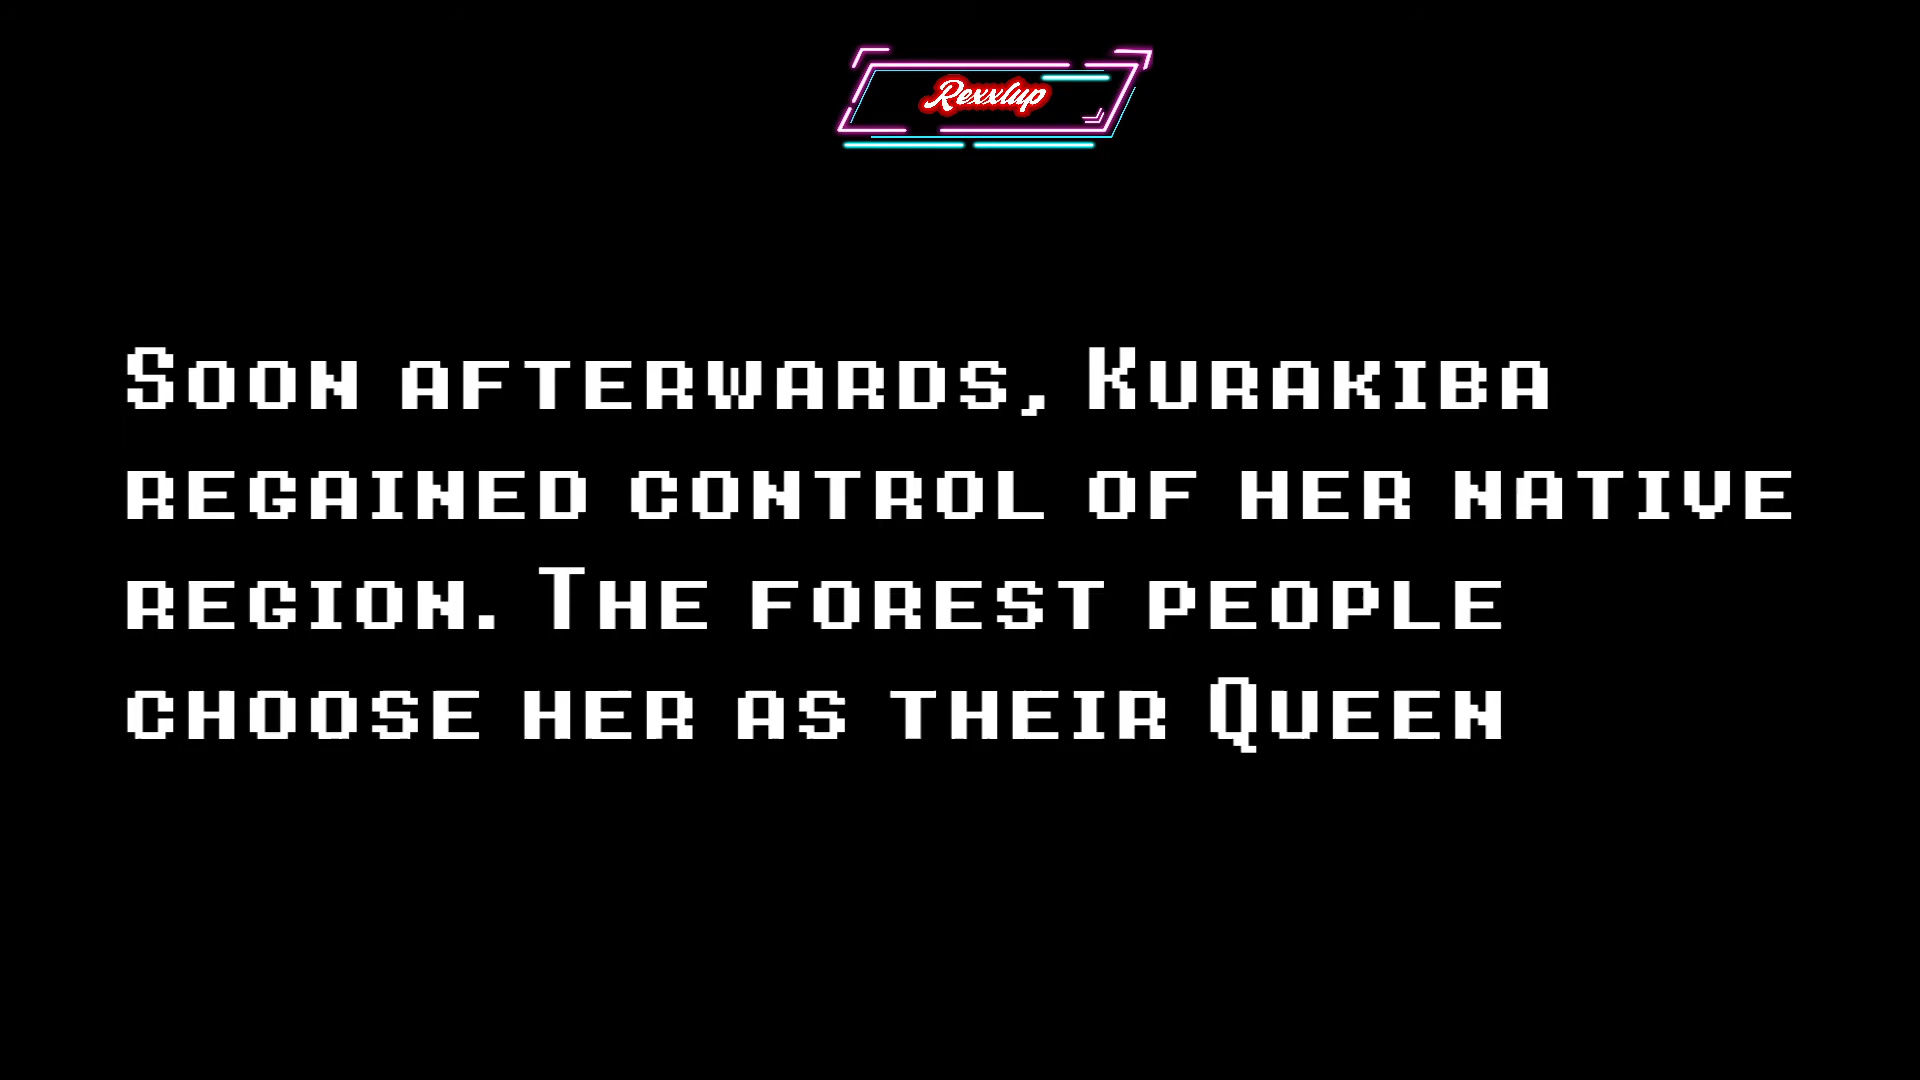 Rexxlup
Soon afterwards, Kurakiba
regained control of her native
region. The forest people
choose her as their Queen